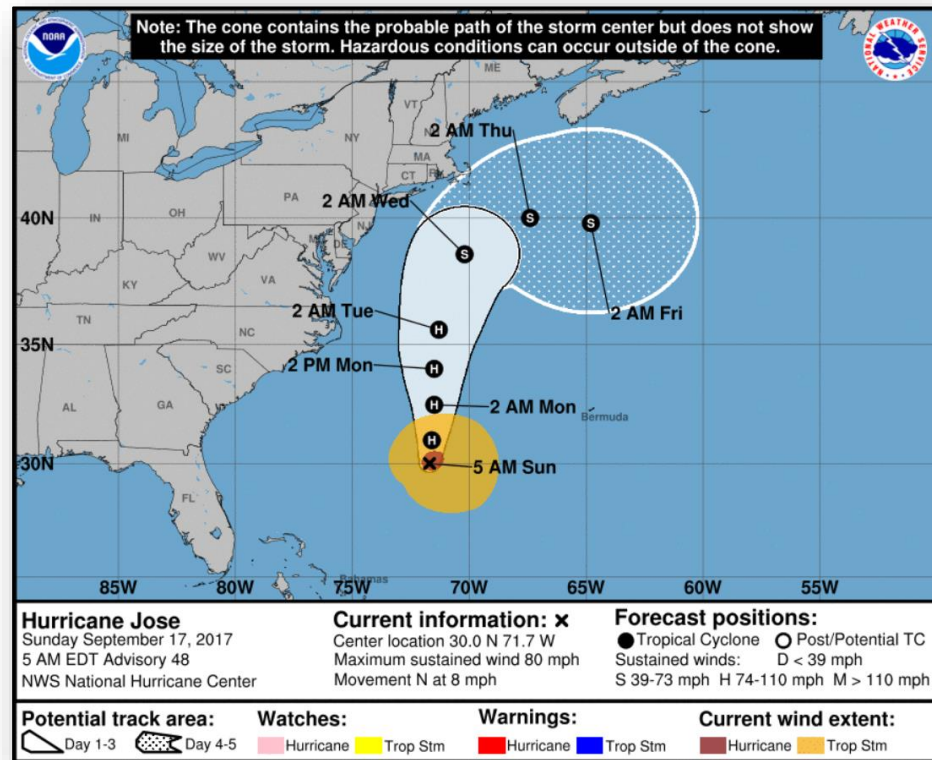 Note: The cone contains the probable path of the storm center but does not show
the size of the storm. Hazardous conditions can occur outside of the cone.
NOAA
NATIONAL WEATHER SERVICE
ME
VT
2 AM Thu
MI
NY
MA
CT
PA
2 AM Wed
NJ
40N
IN
OH
DE
WV
KY
VA
2 AM Tue
2 AM Fri
TN
NC
35N
2 PM Mon
SC
AL
GA
2 AM Mon
Bermuda
30N
5 AM Sun
FL
S
S
S
H
H
H
H
Bahamas
85W 80W 75W 70W 65W 60W 55W
Hurricane Jose
Sunday September 17, 2017
5 AM EDT Advisory 48
NWS National Hurricane Center
Current information: x
Center location 30.0 N 71.7 W
Maximum sustained wind 80 mph
Movement N at 8 mph
Forecast positions:
Tropical Cyclone Post/Potential TC
Sustained winds: D < 39 mph
S 39-73 mph H 74-110 mph M > 110 mph
Potential track area:
Day 1-3 Day 4-5
Watches:
Hurricane Trop Stm
Warnings:
Hurricane Trop Stm
Current wind extent:
Hurricane Trop Stm